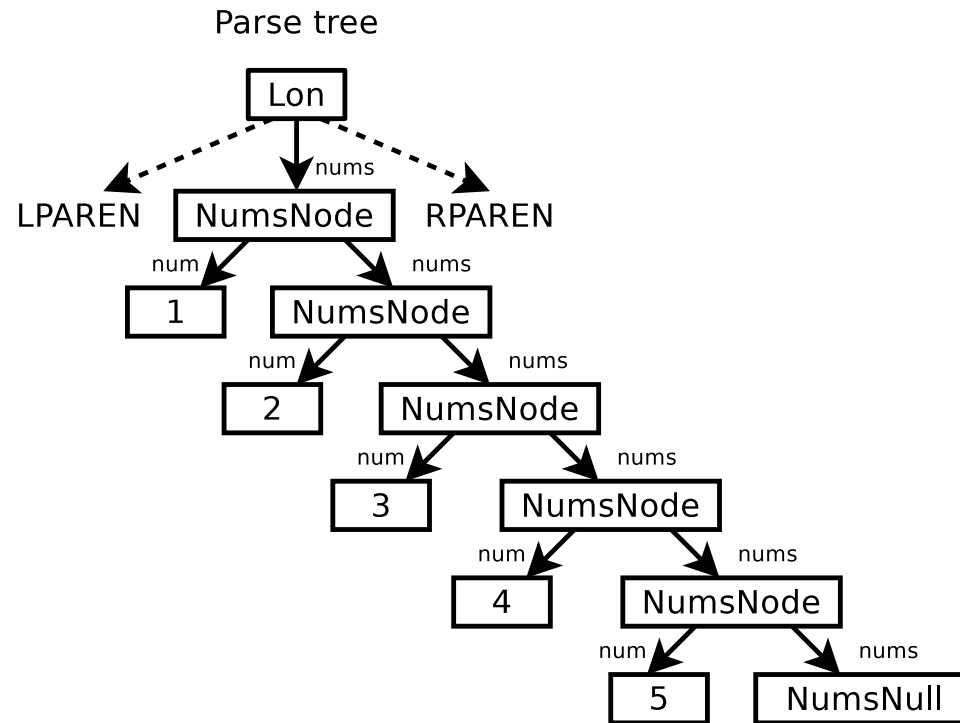 Parse tree
Lon
nums
LPAREN NumsNode RPAREN
num nums
1 NumsNode
num nums
2 NumsNode
num nums
3 NumsNode
num nums
4 NumsNode
num nums
5 NumsNull